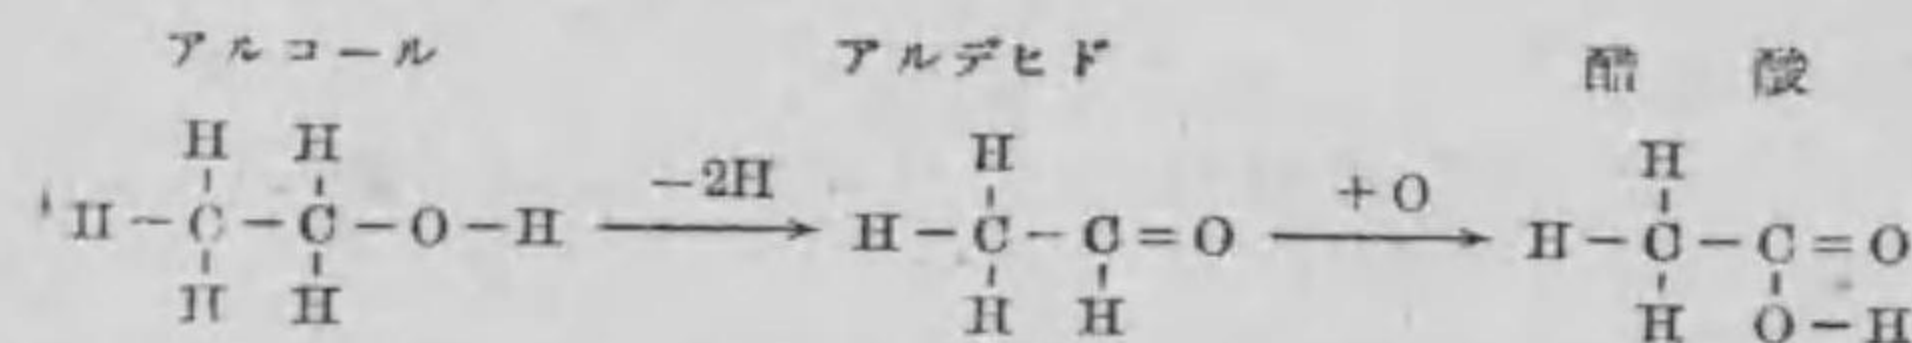 アルコール アルデヒド 醋酸
H H H H
H-C-C-O-H -2H→ H-C-C=O +O→ H-C-C=O
H H H H H O-H